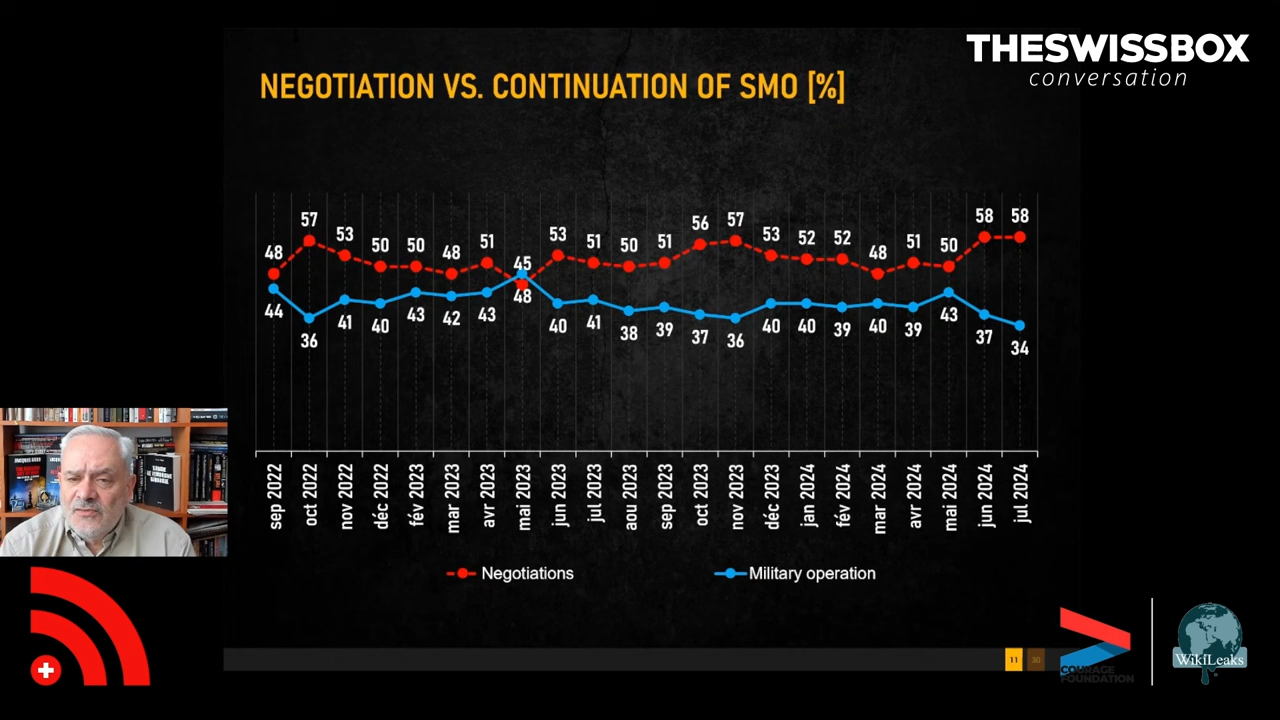 THESWISSBOX
conversation
NEGOTIATION VS. CONTINUATION OF SMO [%]
48 57 53 50 50 48 51 45 53 51 50 51 56 57 53 52 52 48 51 50 58 58
44 36 41 40 43 42 43 48 40 41 38 39 37 36 40 40 39 40 39 43 37 34
sep 2022
oct 2022
nov 2022
déc 2022
fév 2023
mar 2023
avr 2023
mai 2023
jun 2023
jul 2023
aou 2023
sep 2023
oct 2023
nov 2023
déc 2023
jan 2024
fév 2024
mar 2024
avr 2024
mai 2024
jun 2024
jul 2024
Negotiations
Military operation
11 30
COURAGE
FOUNDATION
WikiLeaks